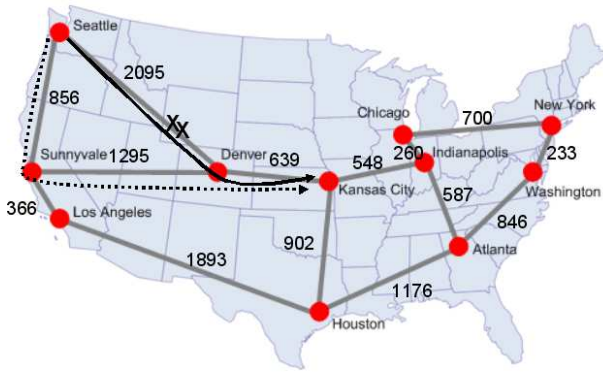 Seattle
2095
856
XX
Chicago
700
New York
Sunnyvale
1295
Denver
639
548
260
Indianapolis
233
Kansas City
Washington
366
Los Angeles
587
846
902
Atlanta
1893
1176
Houston